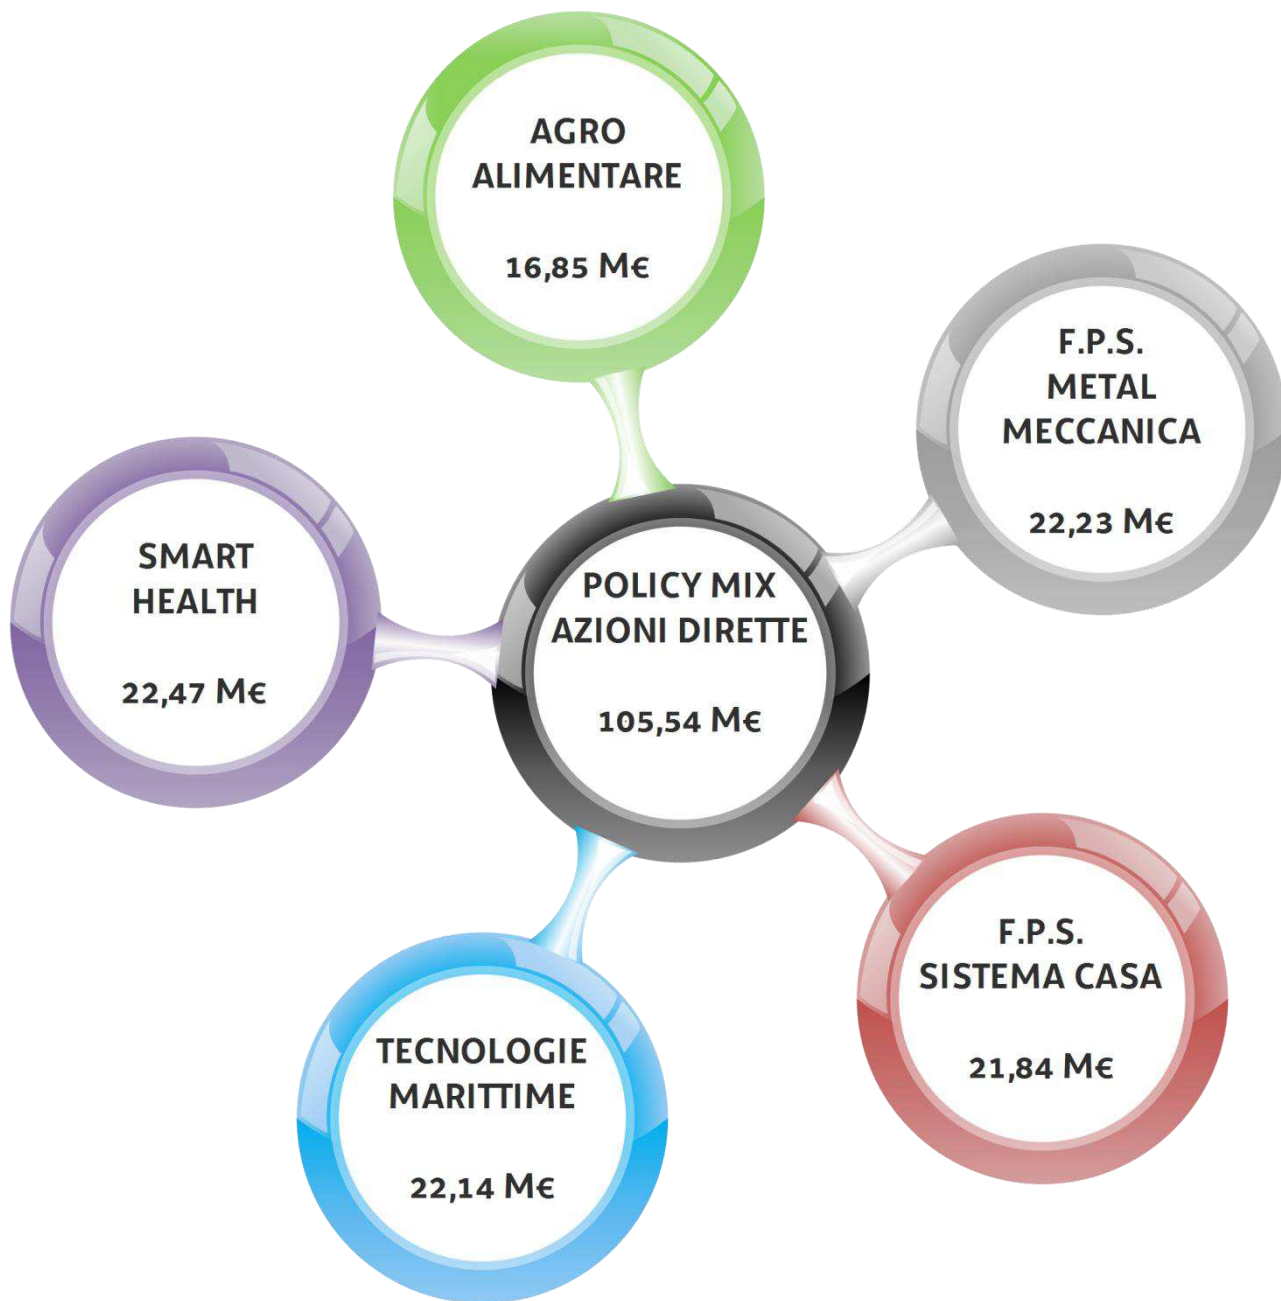 AGRO
ALIMENTARE
16,85 M€
F.P.S.
METAL
MECCANICA
22,23 M€
SMART
HEALTH
22,47 M€
POLICY MIX
AZIONI DIRETTE
105,54 M€
F.P.S.
SISTEMA CASA
21,84 M€
TECNOLOGIE
MARITTIME
22,14 M€